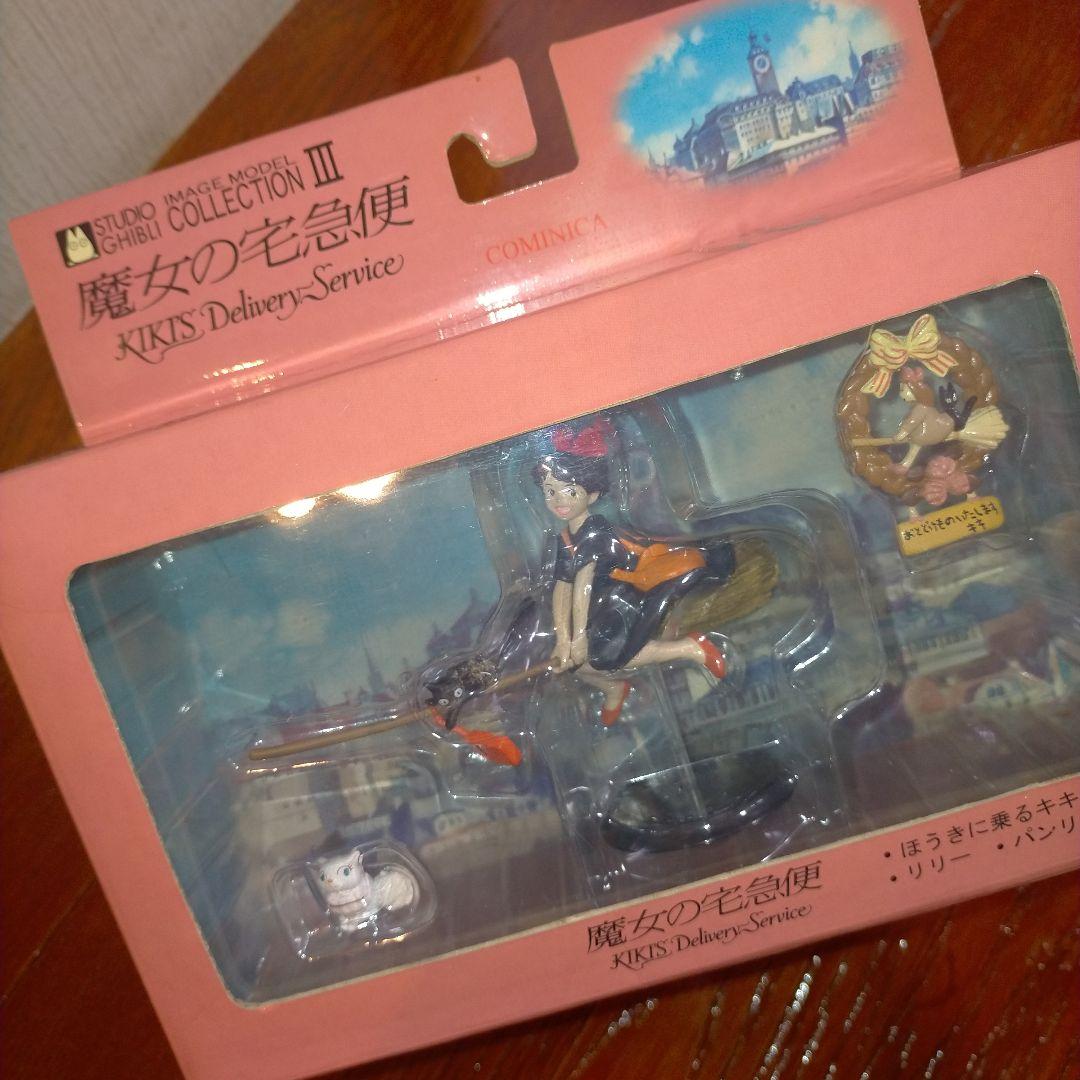 STUDIO GHIBLI
IMAGE MODEL
COLLECTION III
魔女の宅急便
KIKI'S Delivery Service
COMINICA
おとどけものいたします
キキ
・ほうきに乗るキキ
・リリー ・パンリ
魔女の宅急便
KIKI'S Delivery Service